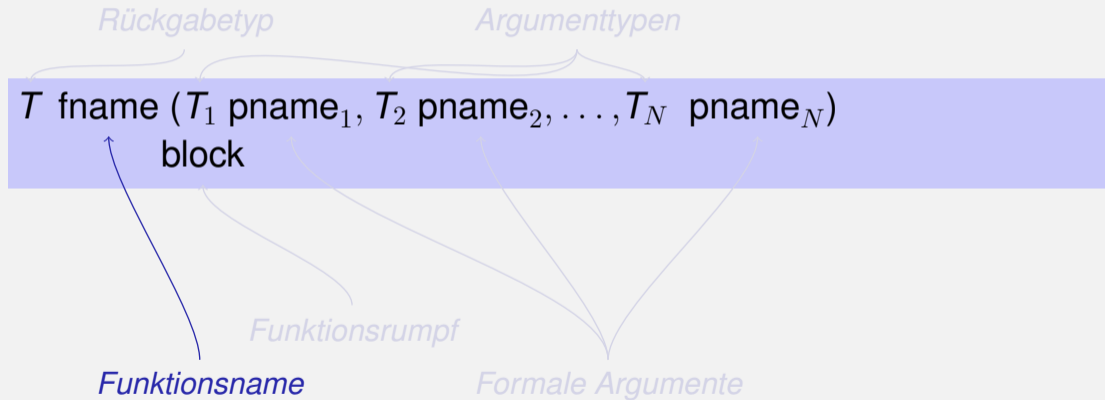 Rückgabetyp Argumenttypen
T fname (T₁ pname₁, T₂ pname₂, . . . ,T_N pname_N)
block
Funktionsrumpf
Funktionsname Formale Argumente